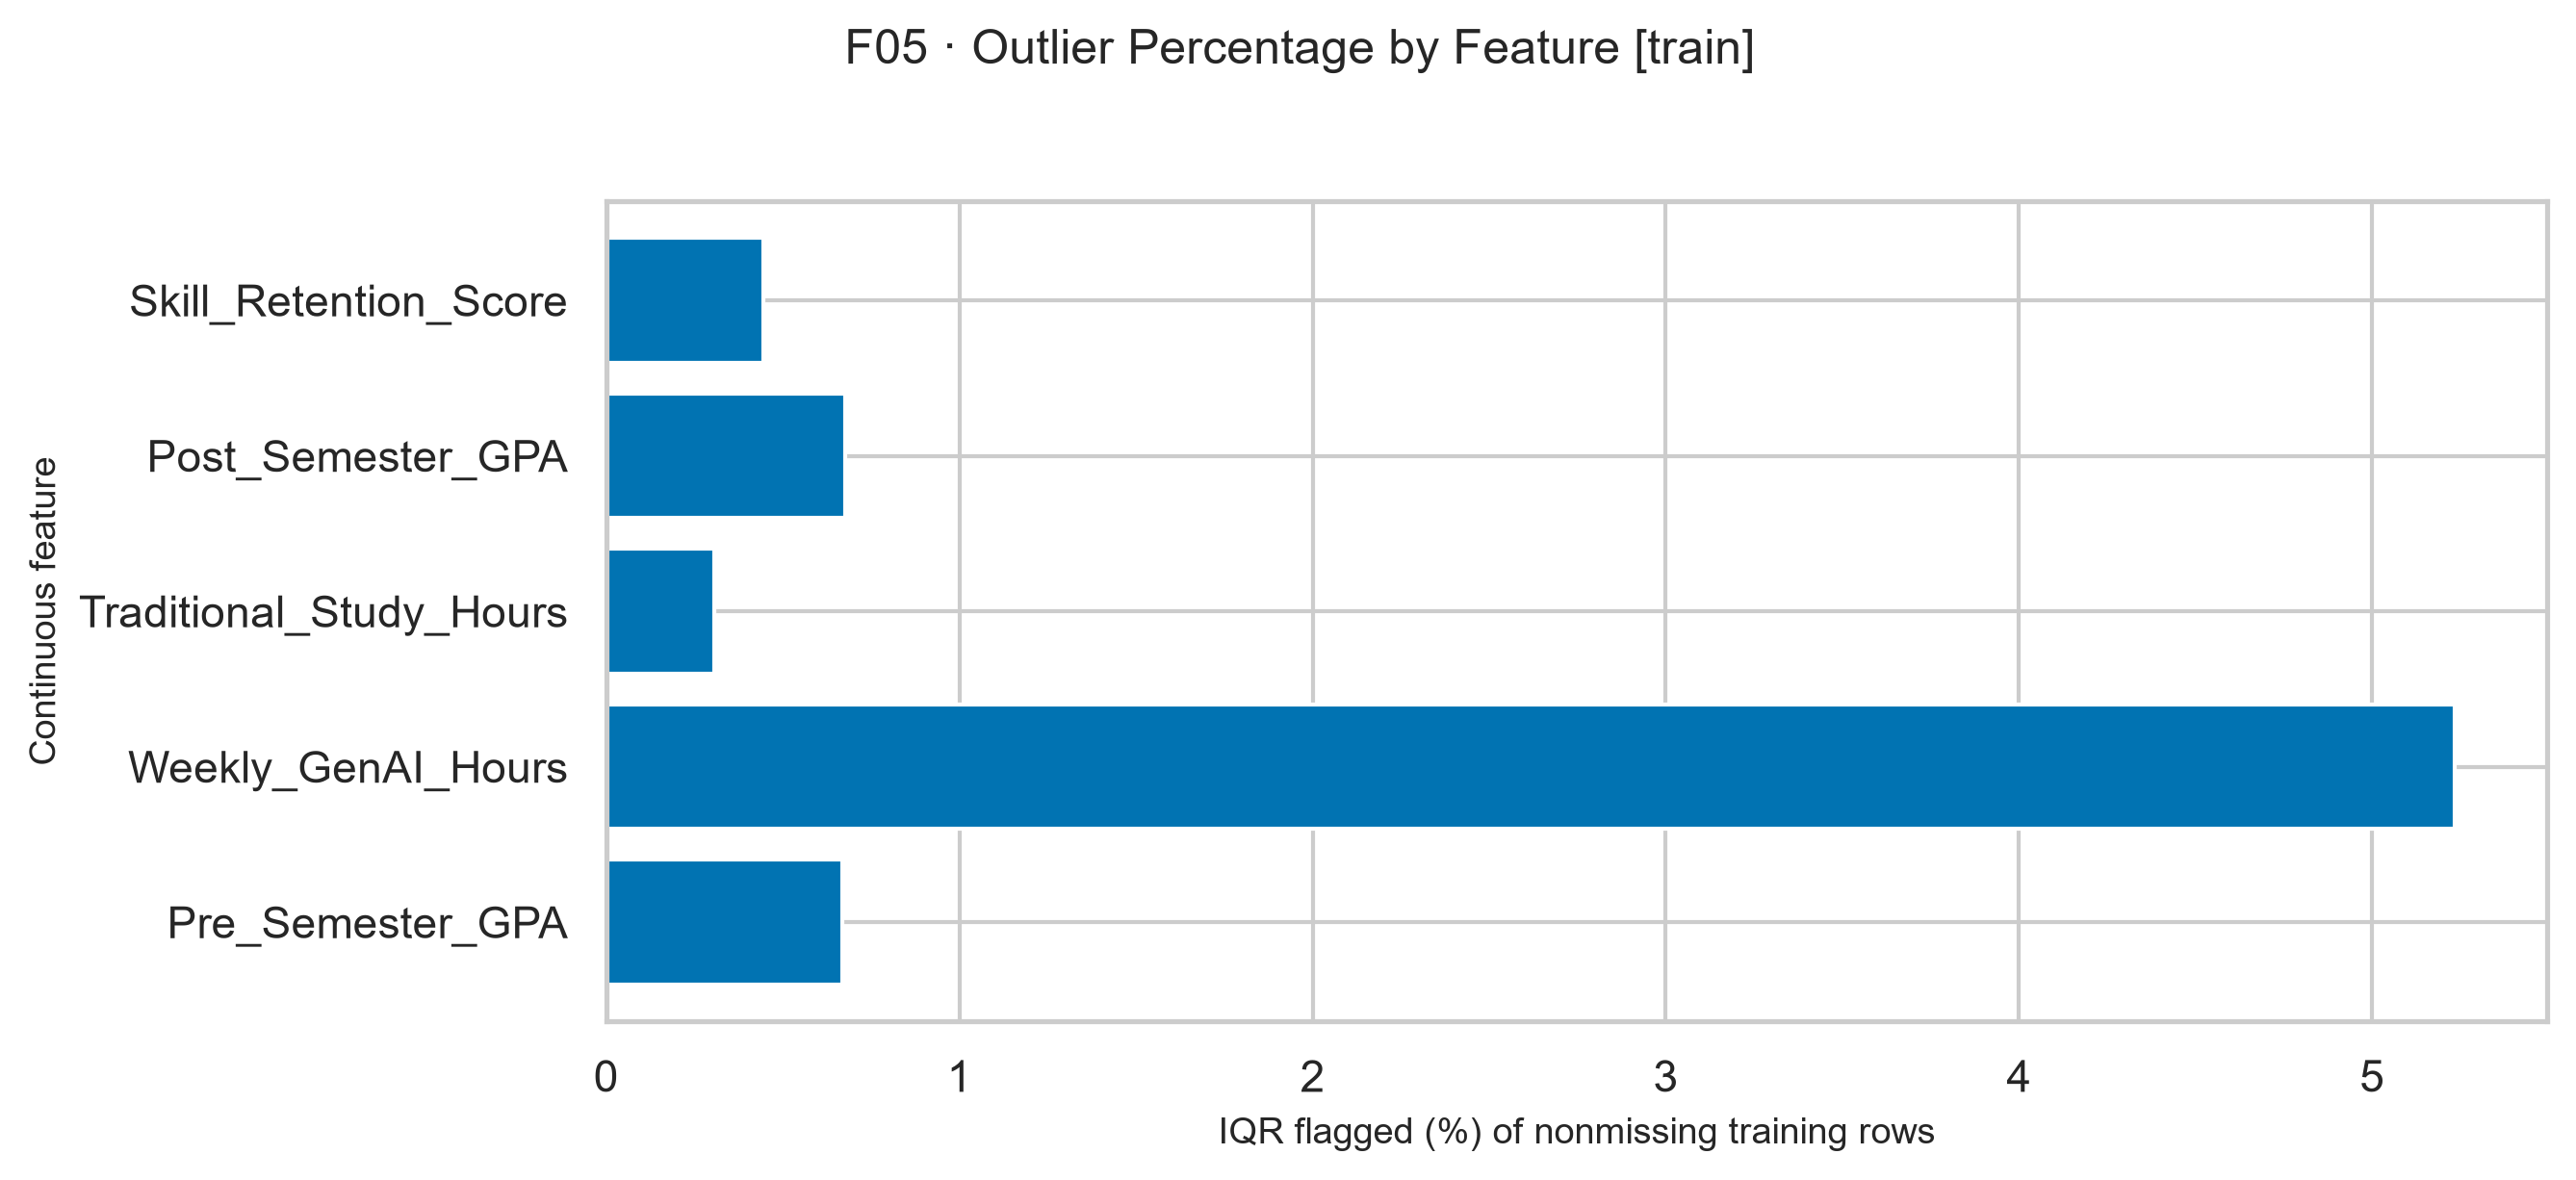 F05 · Outlier Percentage by Feature [train]
Continuous feature
Skill_Retention_Score
Post_Semester_GPA
Traditional_Study_Hours
Weekly_GenAI_Hours
Pre_Semester_GPA
0 1 2 3 4 5
IQR flagged (%) of nonmissing training rows